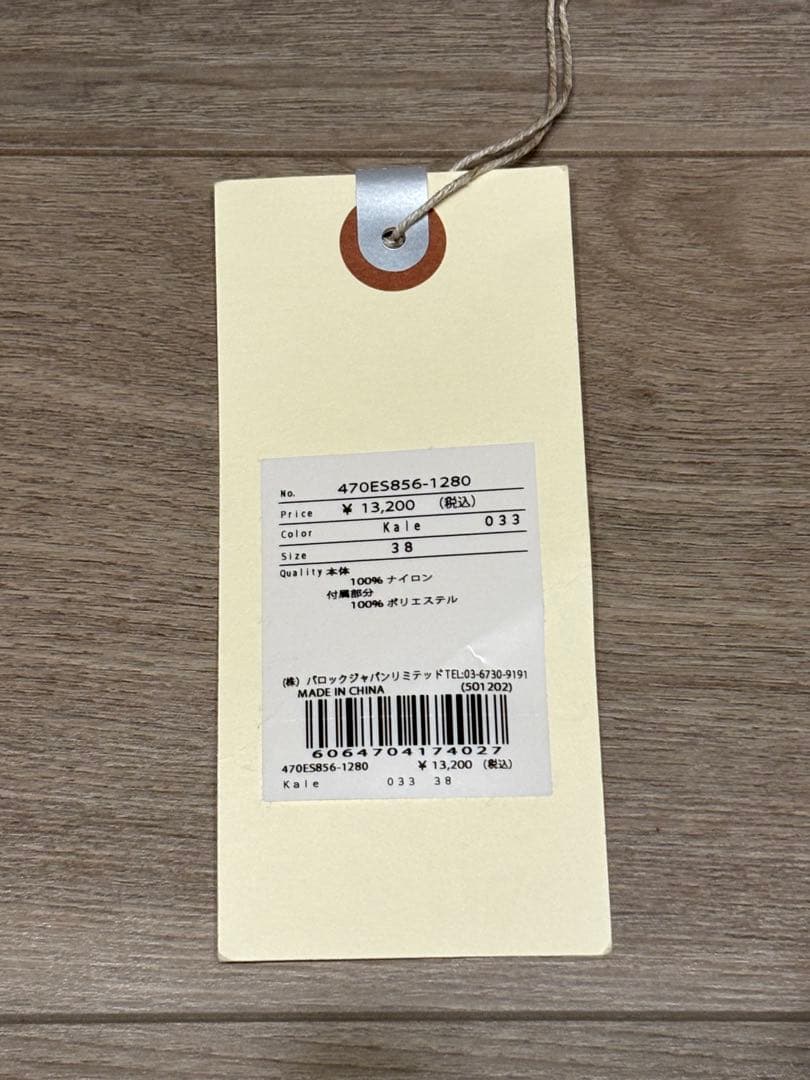 No. 470ES856-1280
Price ¥ 13,200 (税込)
Color Kale 033
Size 38
Quality 本体
100% ナイロン
付属部分
100% ポリエステル
(株) バロックジャパンリミテッド TEL:03-6730-9191
MADE IN CHINA (501202)
6064704174027
470ES856-1280 ¥ 13,200 (税込)
Kale 033 38